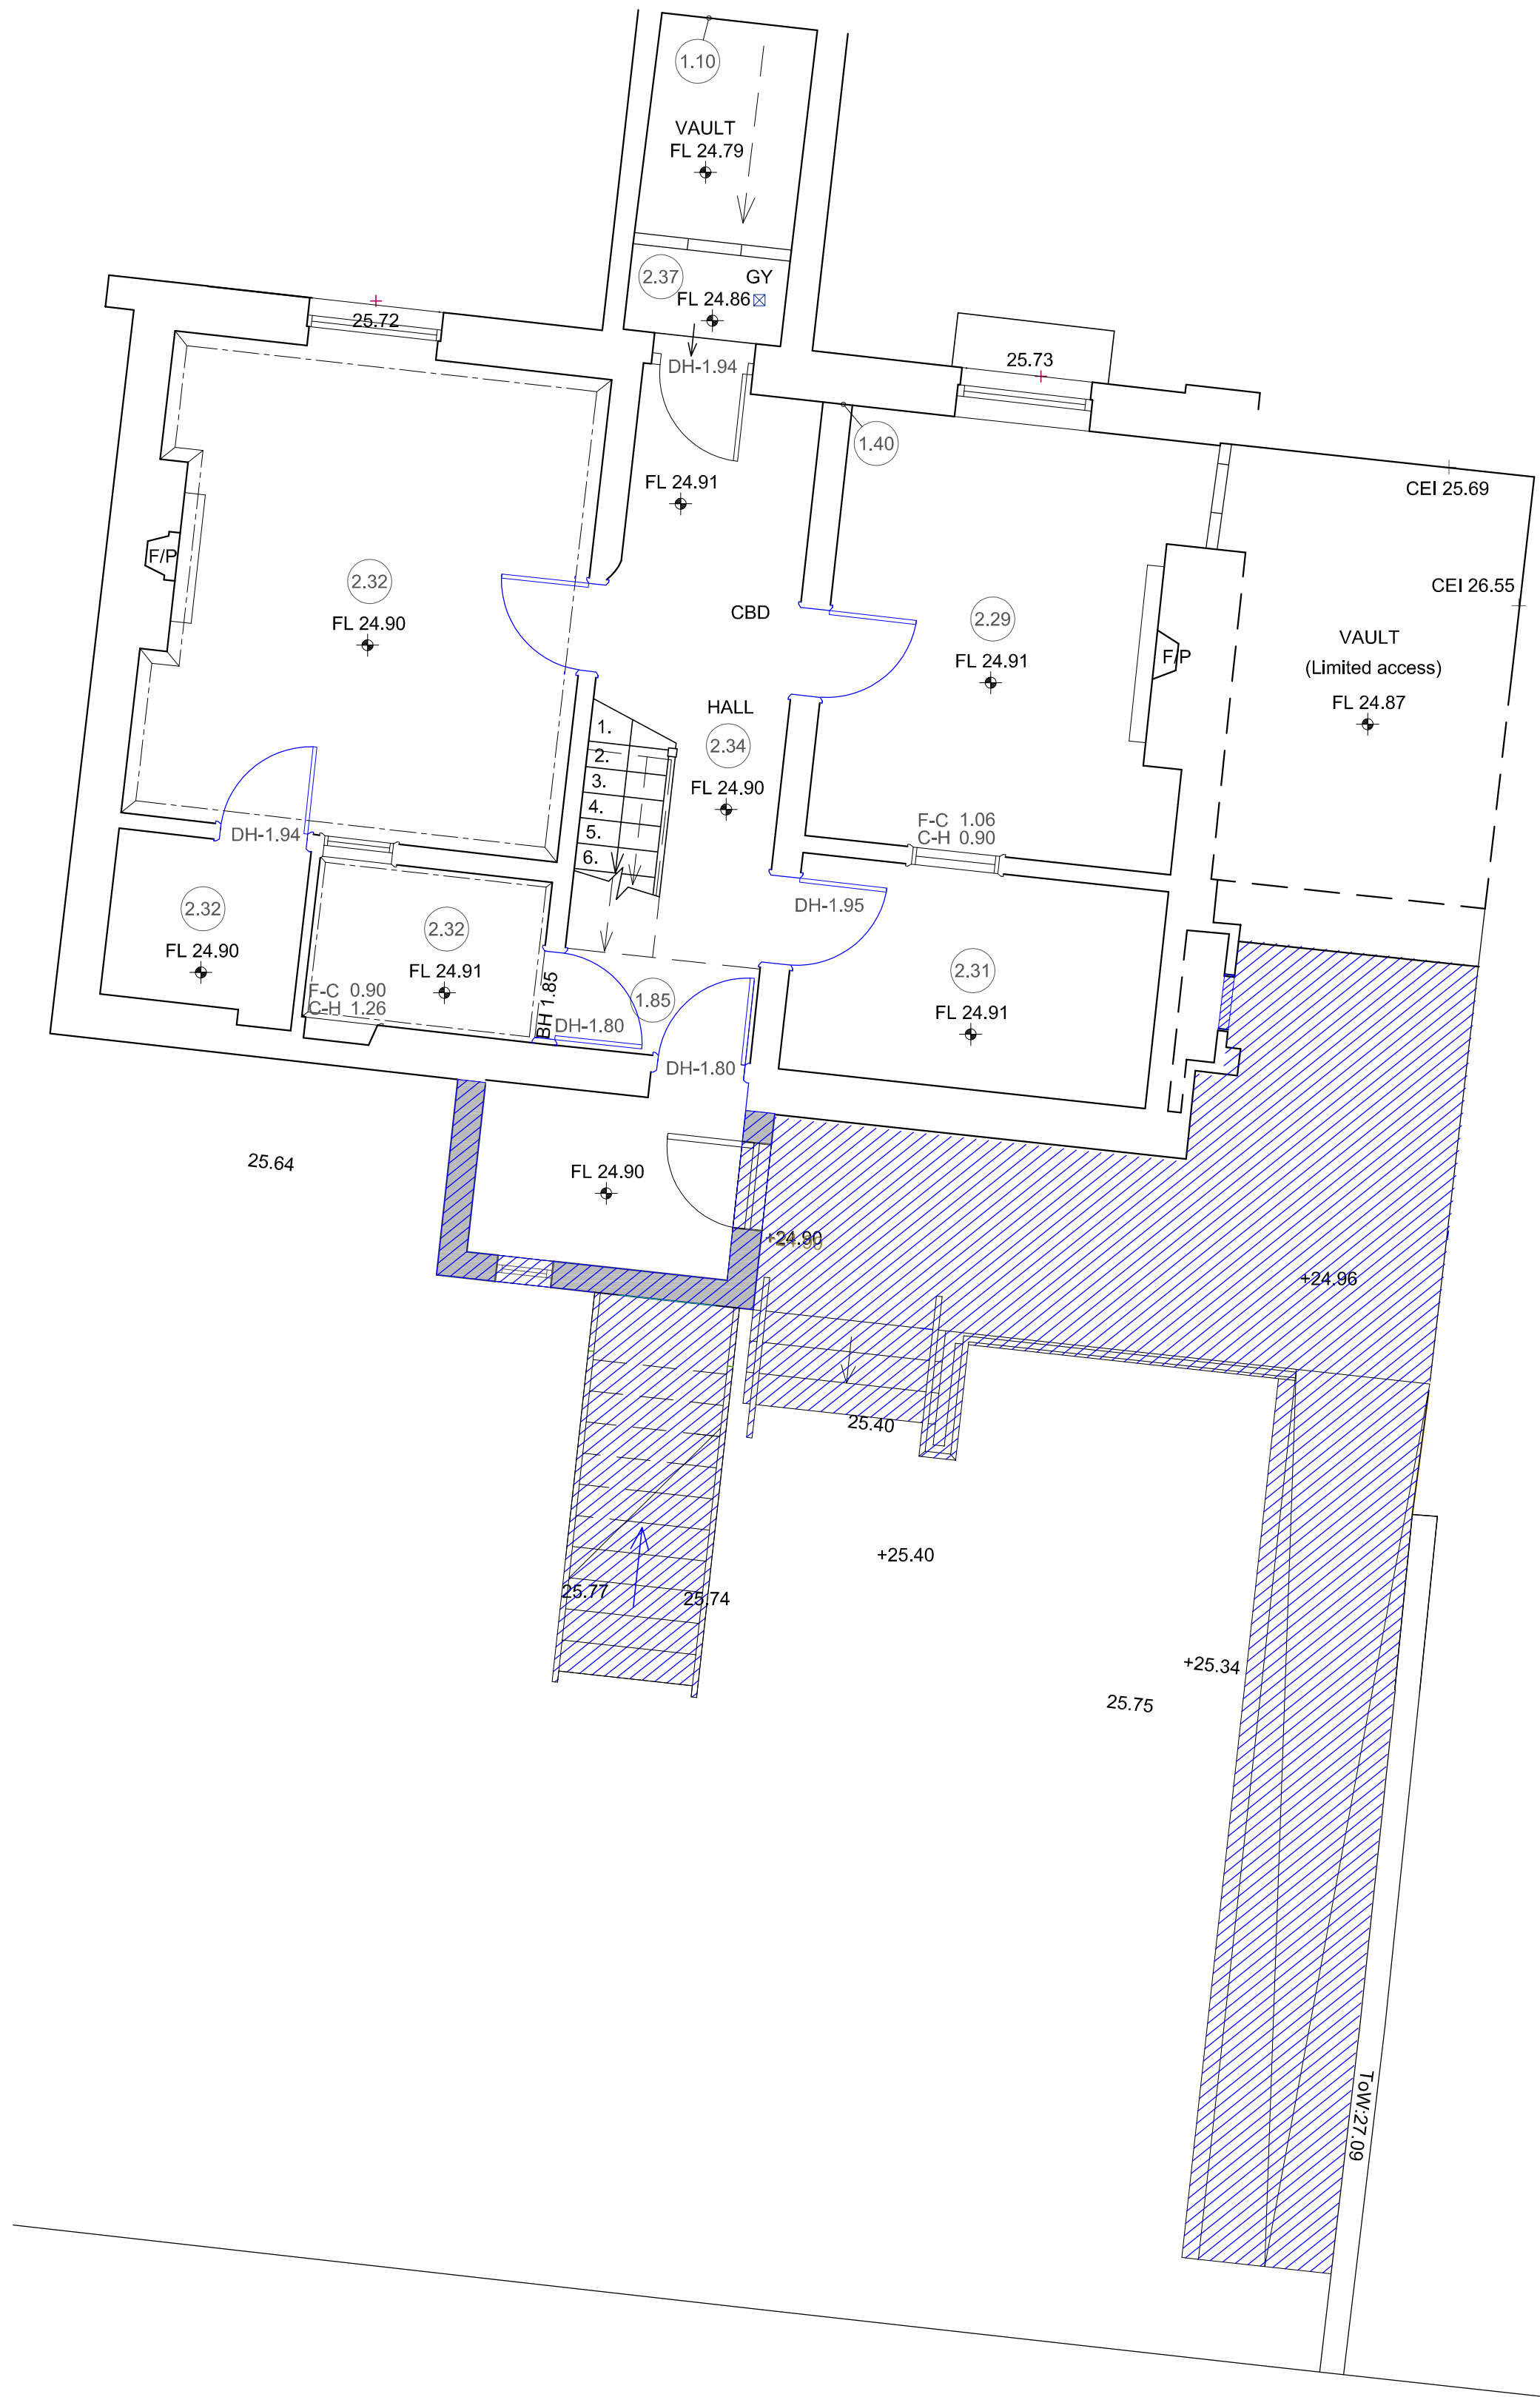 1.10
VAULT
FL 24.79
2.37
GY
FL 24.86
25.72
DH-1.94
25.73
1.40
FL 24.91
CEI 25.69
F/P
2.32
FL 24.90
CBD
2.29
FL 24.91
F/P
CEI 26.55
VAULT
(Limited access)
FL 24.87
HALL
2.34
FL 24.90
1.
2.
3.
4.
5.
6.
DH-1.94
F-C 1.06
C-H 0.90
2.32
FL 24.90
2.32
FL 24.91
F-C 0.90
C-H 1.26
BH 1.85
1.85
DH-1.80
DH-1.95
2.31
FL 24.91
DH-1.80
25.64
FL 24.90
+24.90
+24.90
+24.96
25.40
+25.40
25.77
25.74
+25.34
25.75
ToW:27.09